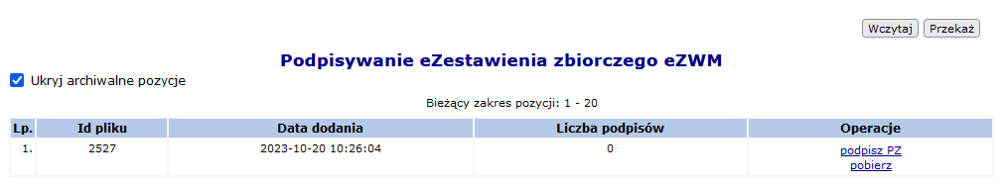 Wczytaj Przekaż
Podpisywanie eZestawienia zbiorczego eZWM
Ukryj archiwalne pozycje
Bieżący zakres pozycji: 1 - 20
Lp. Id pliku Data dodania Liczba podpisów Operacje
1. 2527 2023-10-20 10:26:04 0 podpisz PZ
pobierz